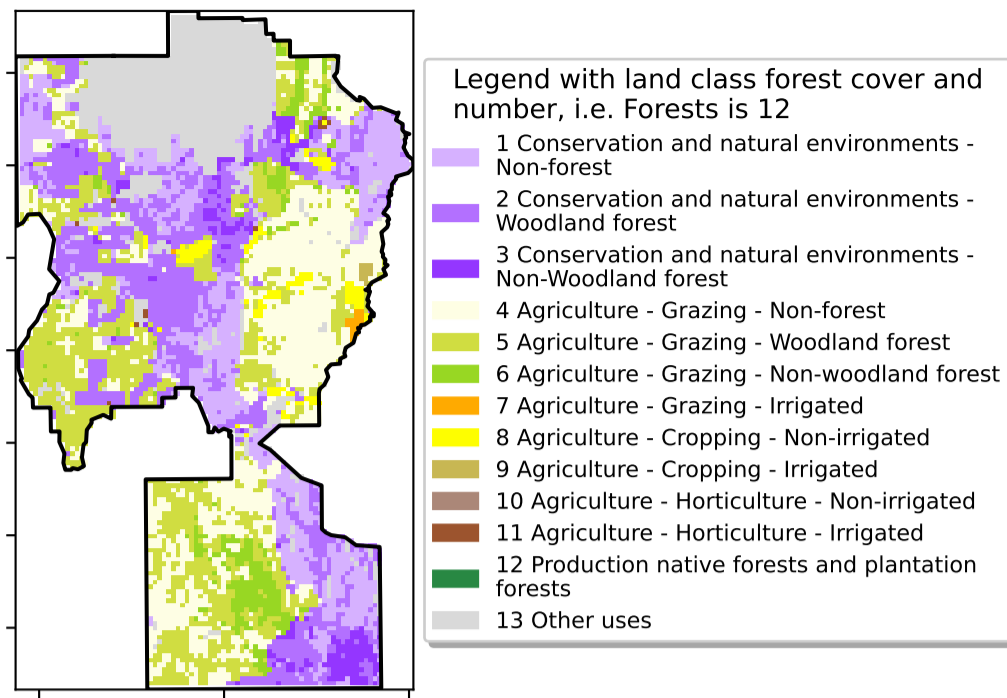 Legend with land class forest cover and
number, i.e. Forests is 12
1 Conservation and natural environments -
Non-forest
2 Conservation and natural environments -
Woodland forest
3 Conservation and natural environments -
Non-Woodland forest
4 Agriculture - Grazing - Non-forest
5 Agriculture - Grazing - Woodland forest
6 Agriculture - Grazing - Non-woodland forest
7 Agriculture - Grazing - Irrigated
8 Agriculture - Cropping - Non-irrigated
9 Agriculture - Cropping - Irrigated
10 Agriculture - Horticulture - Non-irrigated
11 Agriculture - Horticulture - Irrigated
12 Production native forests and plantation
forests
13 Other uses